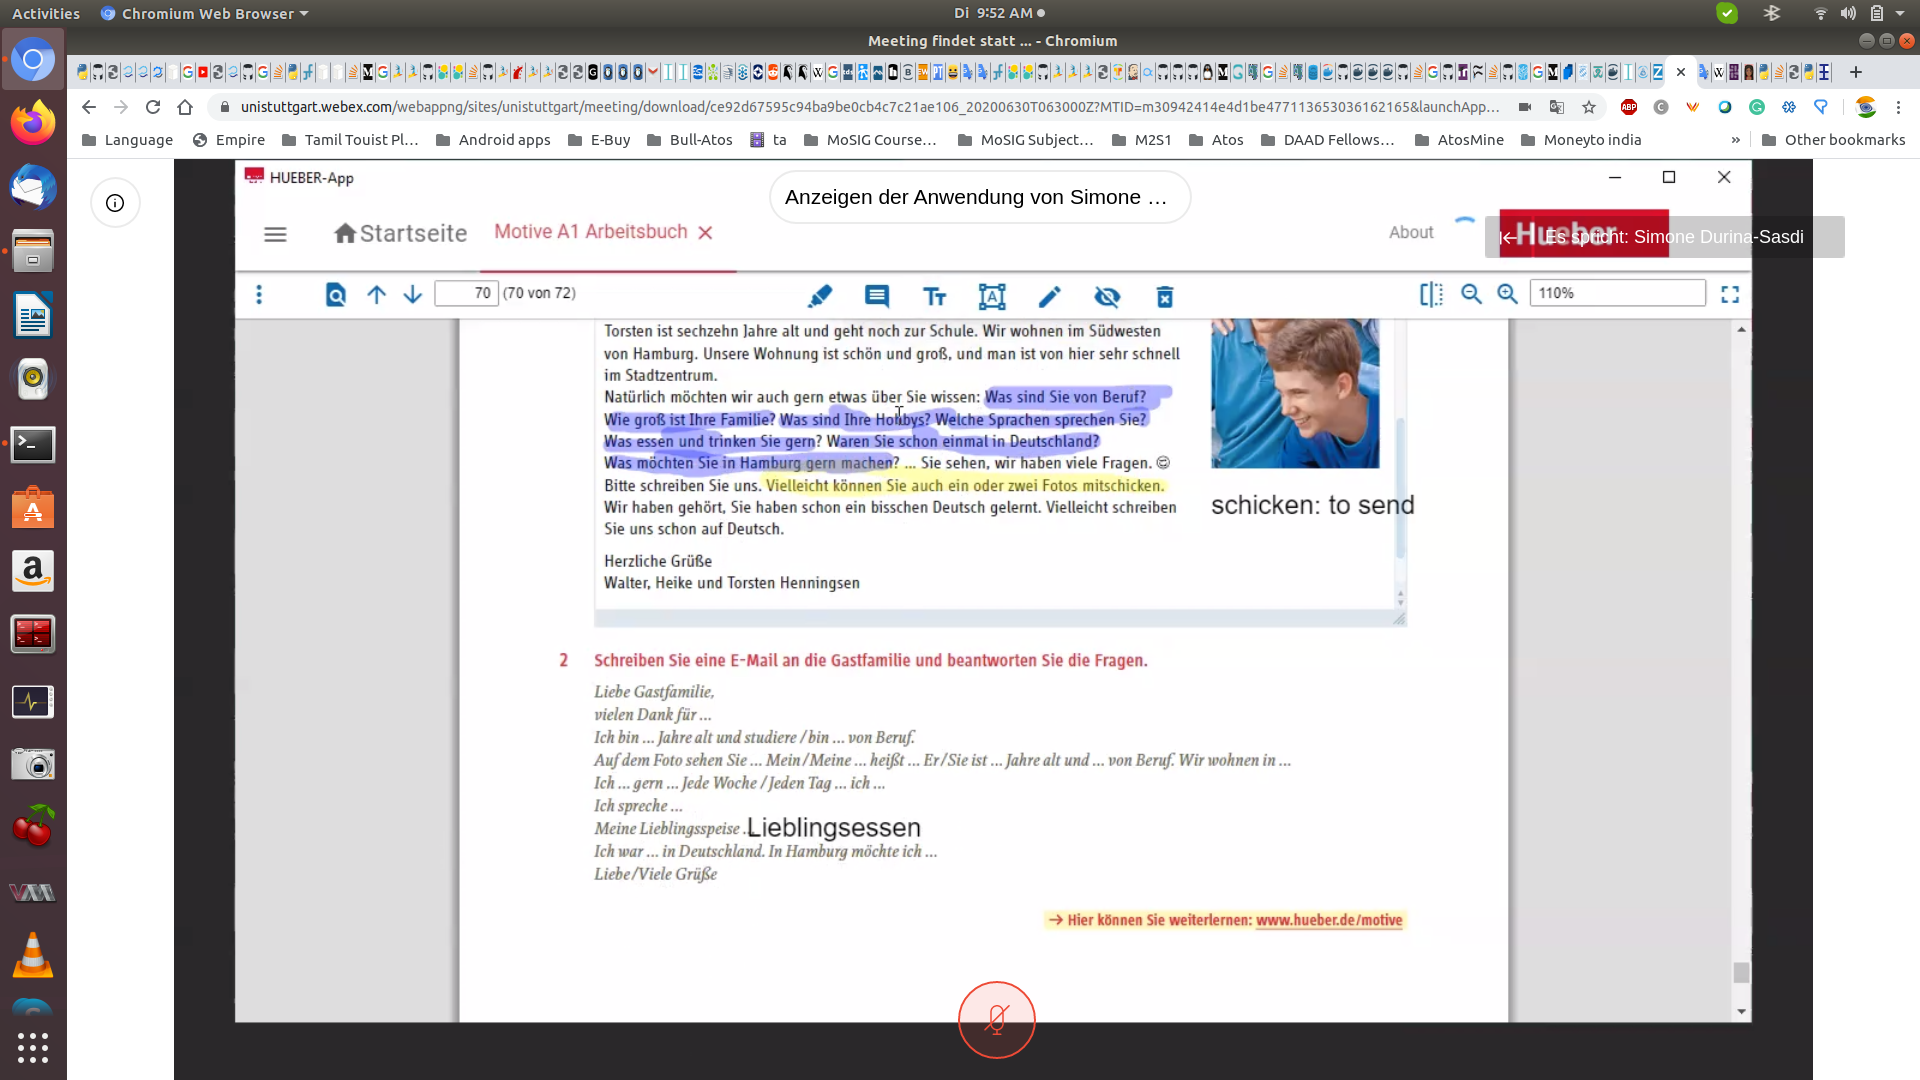 Activities
Chromium Web Browser
Di 9:52 AM
Meeting findet statt ... - Chromium
unistuttgart.webex.com/webappng/sites/unistuttgart/meeting/download/ce92d67595c94ba9be0cb4c7c21ae106_20200630T063000Z?MTID=m30942414e4d1be477113653036162165&launchApp...
Language
Empire
Tamil Touist Pl...
Android apps
E-Buy
Bull-Atos
ta
MoSIG Course...
MoSIG Subject...
M2S1
Atos
DAAD Fellows...
AtosMine
Moneyto india
»
Other bookmarks
HUEBER-App
Anzeigen der Anwendung von Simone ...
Startseite
Motive A1 Arbeitsbuch
About
Hueber
Es spricht: Simone Durina-Sasdi
70 (70 von 72)
110%
Torsten ist sechzehn Jahre alt und geht noch zur Schule. Wir wohnen im Südwesten
von Hamburg. Unsere Wohnung ist schön und groß, und man ist von hier sehr schnell
im Stadtzentrum.
Natürlich möchten wir auch gern etwas über Sie wissen: Was sind Sie von Beruf?
Wie groß ist Ihre Familie? Was sind Ihre Hobbys? Welche Sprachen sprechen Sie?
Was essen und trinken Sie gern? Waren Sie schon einmal in Deutschland?
Was möchten Sie in Hamburg gern machen? ... Sie sehen, wir haben viele Fragen. ☺
Bitte schreiben Sie uns. Vielleicht können Sie auch ein oder zwei Fotos mitschicken.
Wir haben gehört, Sie haben schon ein bisschen Deutsch gelernt. Vielleicht schreiben
Sie uns schon auf Deutsch.
schicken: to send
Herzliche Grüße
Walter, Heike und Torsten Henningsen
2 Schreiben Sie eine E-Mail an die Gastfamilie und beantworten Sie die Fragen.
Liebe Gastfamilie,
vielen Dank für ...
Ich bin ... Jahre alt und studiere / bin ... von Beruf.
Auf dem Foto sehen Sie ... Mein / Meine ... heißt ... Er / Sie ist ... Jahre alt und ... von Beruf. Wir wohnen in ...
Ich ... gern ... Jede Woche / Jeden Tag ... ich ...
Ich spreche ...
Meine Lieblingsspeise ... Lieblingsessen
Ich war ... in Deutschland. In Hamburg möchte ich ...
Liebe / Viele Grüße
→ Hier können Sie weiterlernen: www.hueber.de/motive